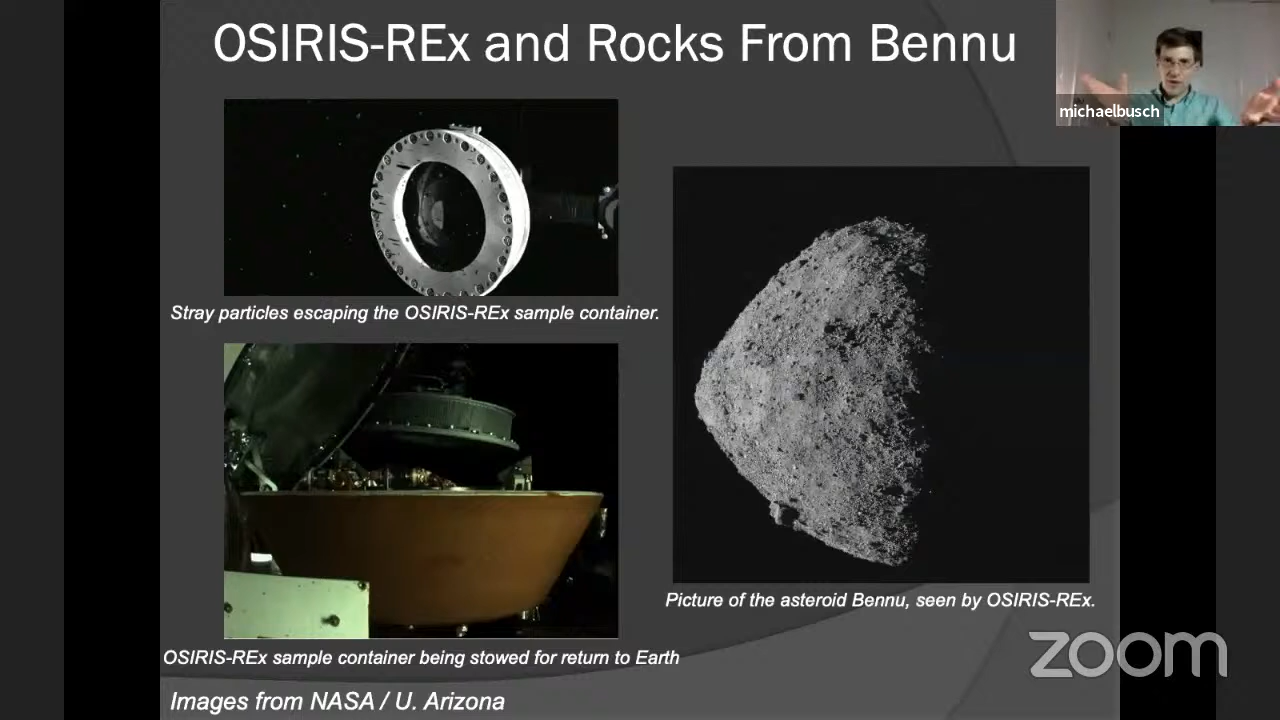 OSIRIS-REx and Rocks From Bennu
michaelbusch
Stray particles escaping the OSIRIS-REx sample container.
Picture of the asteroid Bennu, seen by OSIRIS-REx.
zoom
OSIRIS-REx sample container being stowed for return to Earth
Images from NASA / U. Arizona